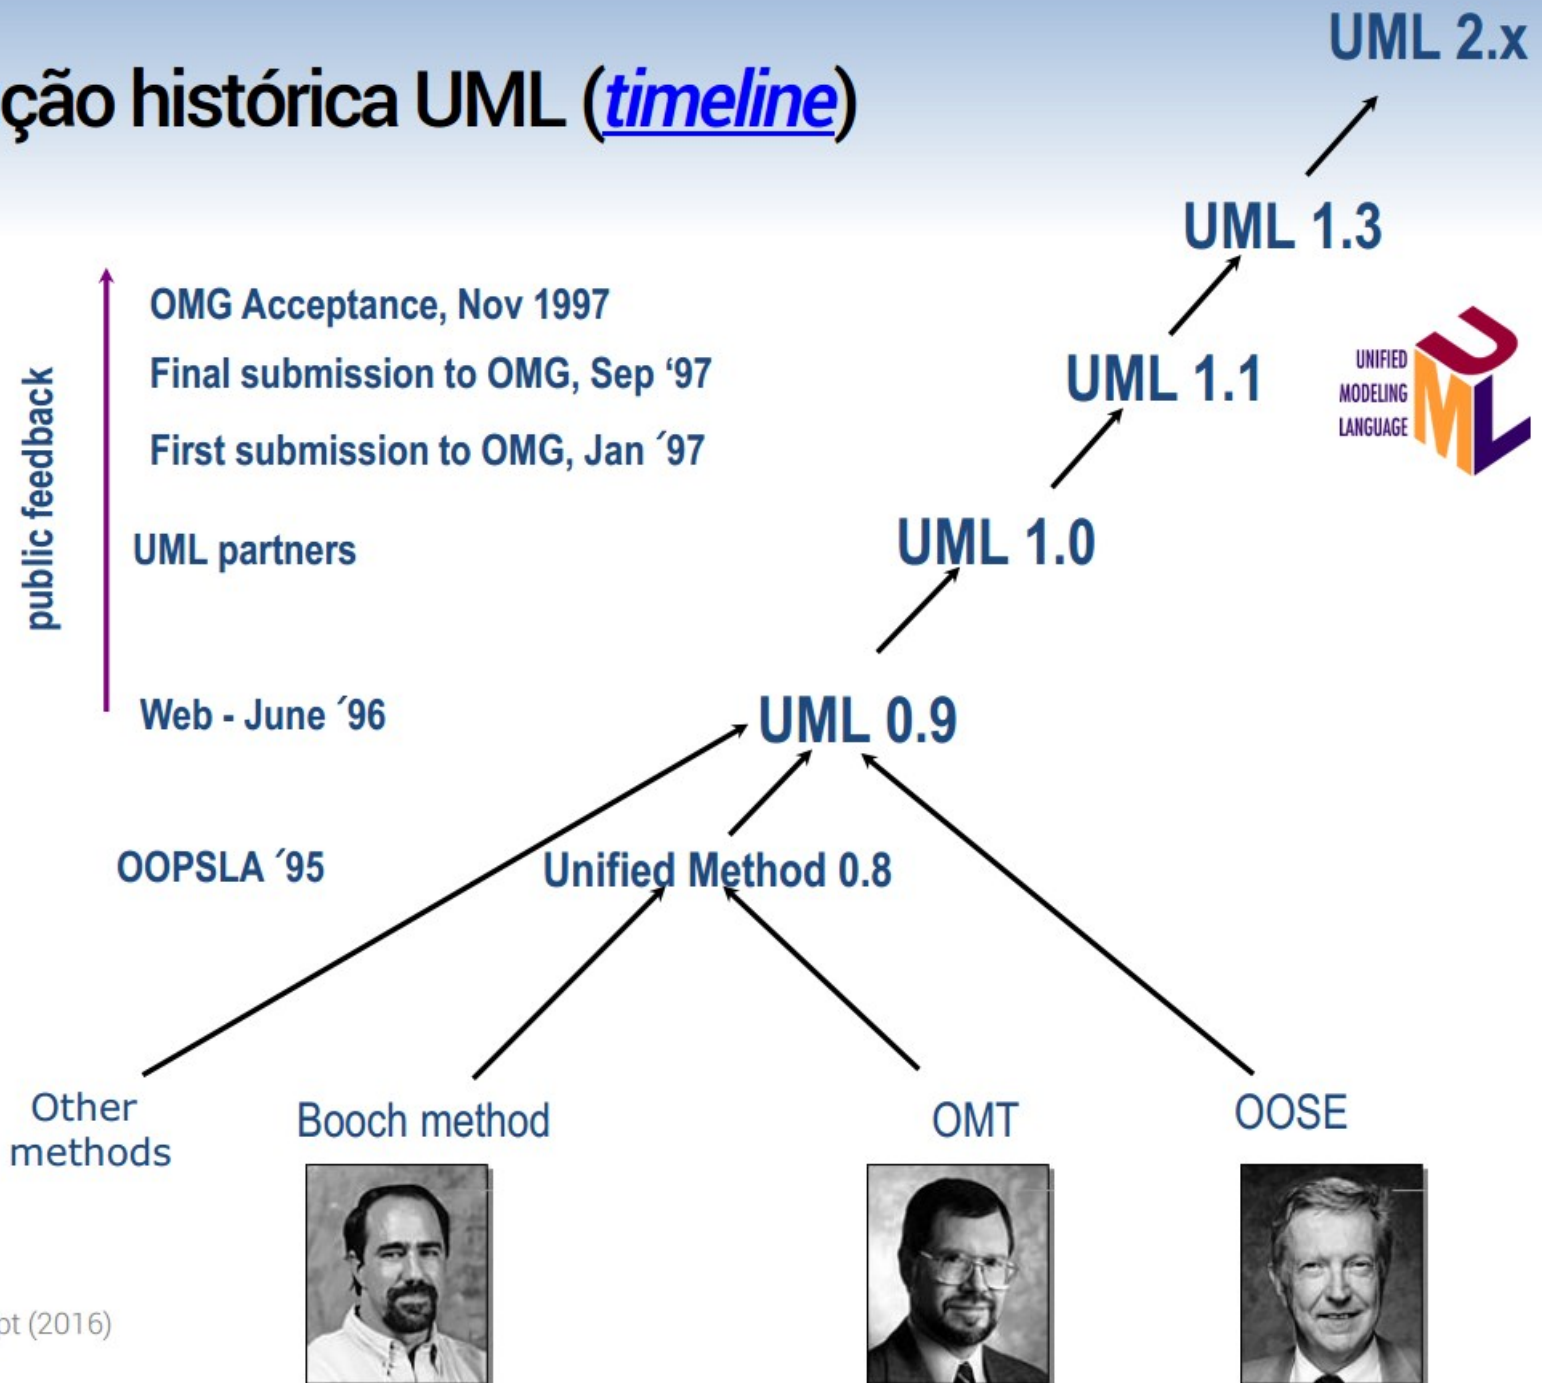 UML 2.x
ção histórica UML (timeline)
UML 1.3
OMG Acceptance, Nov 1997
Final submission to OMG, Sep ‘97
UML 1.1
UNIFIED
MODELING
LANGUAGE
UML
First submission to OMG, Jan ´97
public feedback
UML partners
UML 1.0
Web - June ´96
UML 0.9
OOPSLA ´95
Unified Method 0.8
Other
methods
Booch method
OMT
OOSE
(2016)